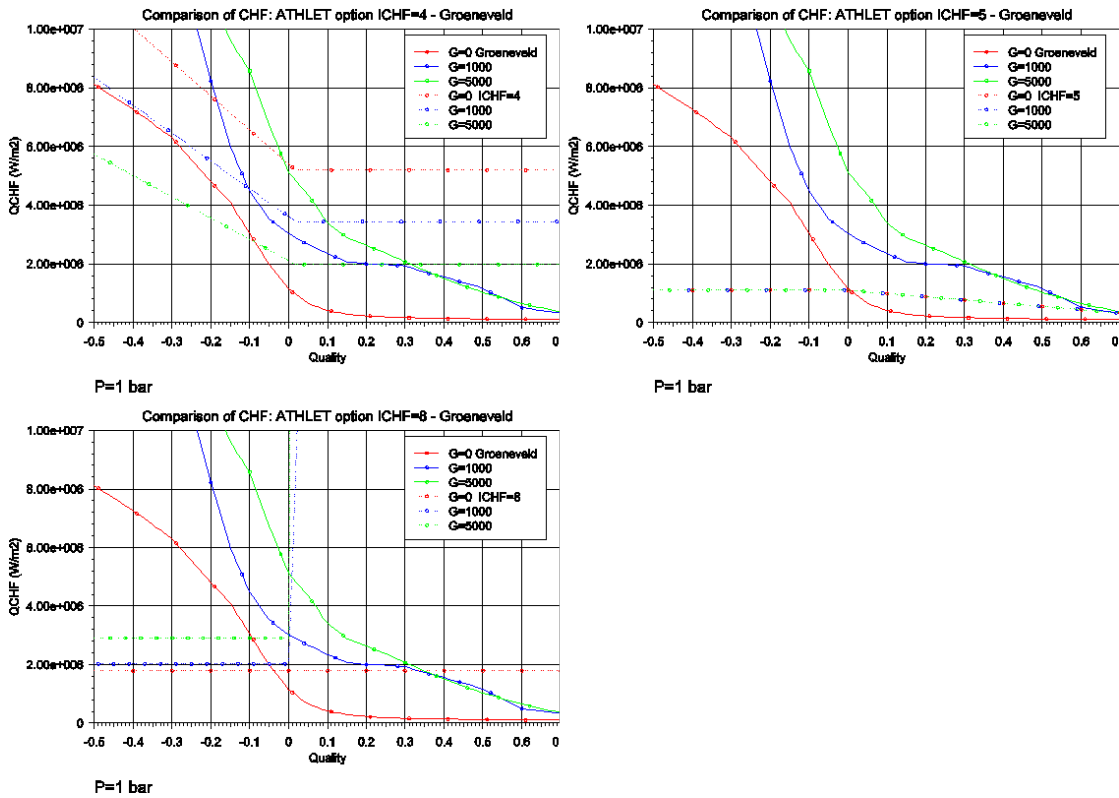 Comparison of CHF: ATHLET option ICHF=4 - Groeneveld
1.00e+007
8.00e+006
6.00e+006
4.00e+006
2.00e+006
0
QCHF (W/m2)
G=0 Groeneveld
G=1000
G=5000
G=0 ICHF=4
G=1000
G=5000
-0.5 -0.4 -0.3 -0.2 -0.1 0 0.1 0.2 0.3 0.4 0.5 0.6 0
Quality
P=1 bar
Comparison of CHF: ATHLET option ICHF=5 - Groeneveld
1.00e+007
8.00e+006
6.00e+006
4.00e+006
2.00e+006
0
QCHF (W/m2)
G=0 Groeneveld
G=1000
G=5000
G=0 ICHF=5
G=1000
G=5000
-0.5 -0.4 -0.3 -0.2 -0.1 0 0.1 0.2 0.3 0.4 0.5 0.6 0
Quality
P=1 bar
Comparison of CHF: ATHLET option ICHF=8 - Groeneveld
1.00e+007
8.00e+006
6.00e+006
4.00e+006
2.00e+006
0
QCHF (W/m2)
G=0 Groeneveld
G=1000
G=5000
G=0 ICHF=8
G=1000
G=5000
-0.5 -0.4 -0.3 -0.2 -0.1 0 0.1 0.2 0.3 0.4 0.5 0.6 0
Quality
P=1 bar